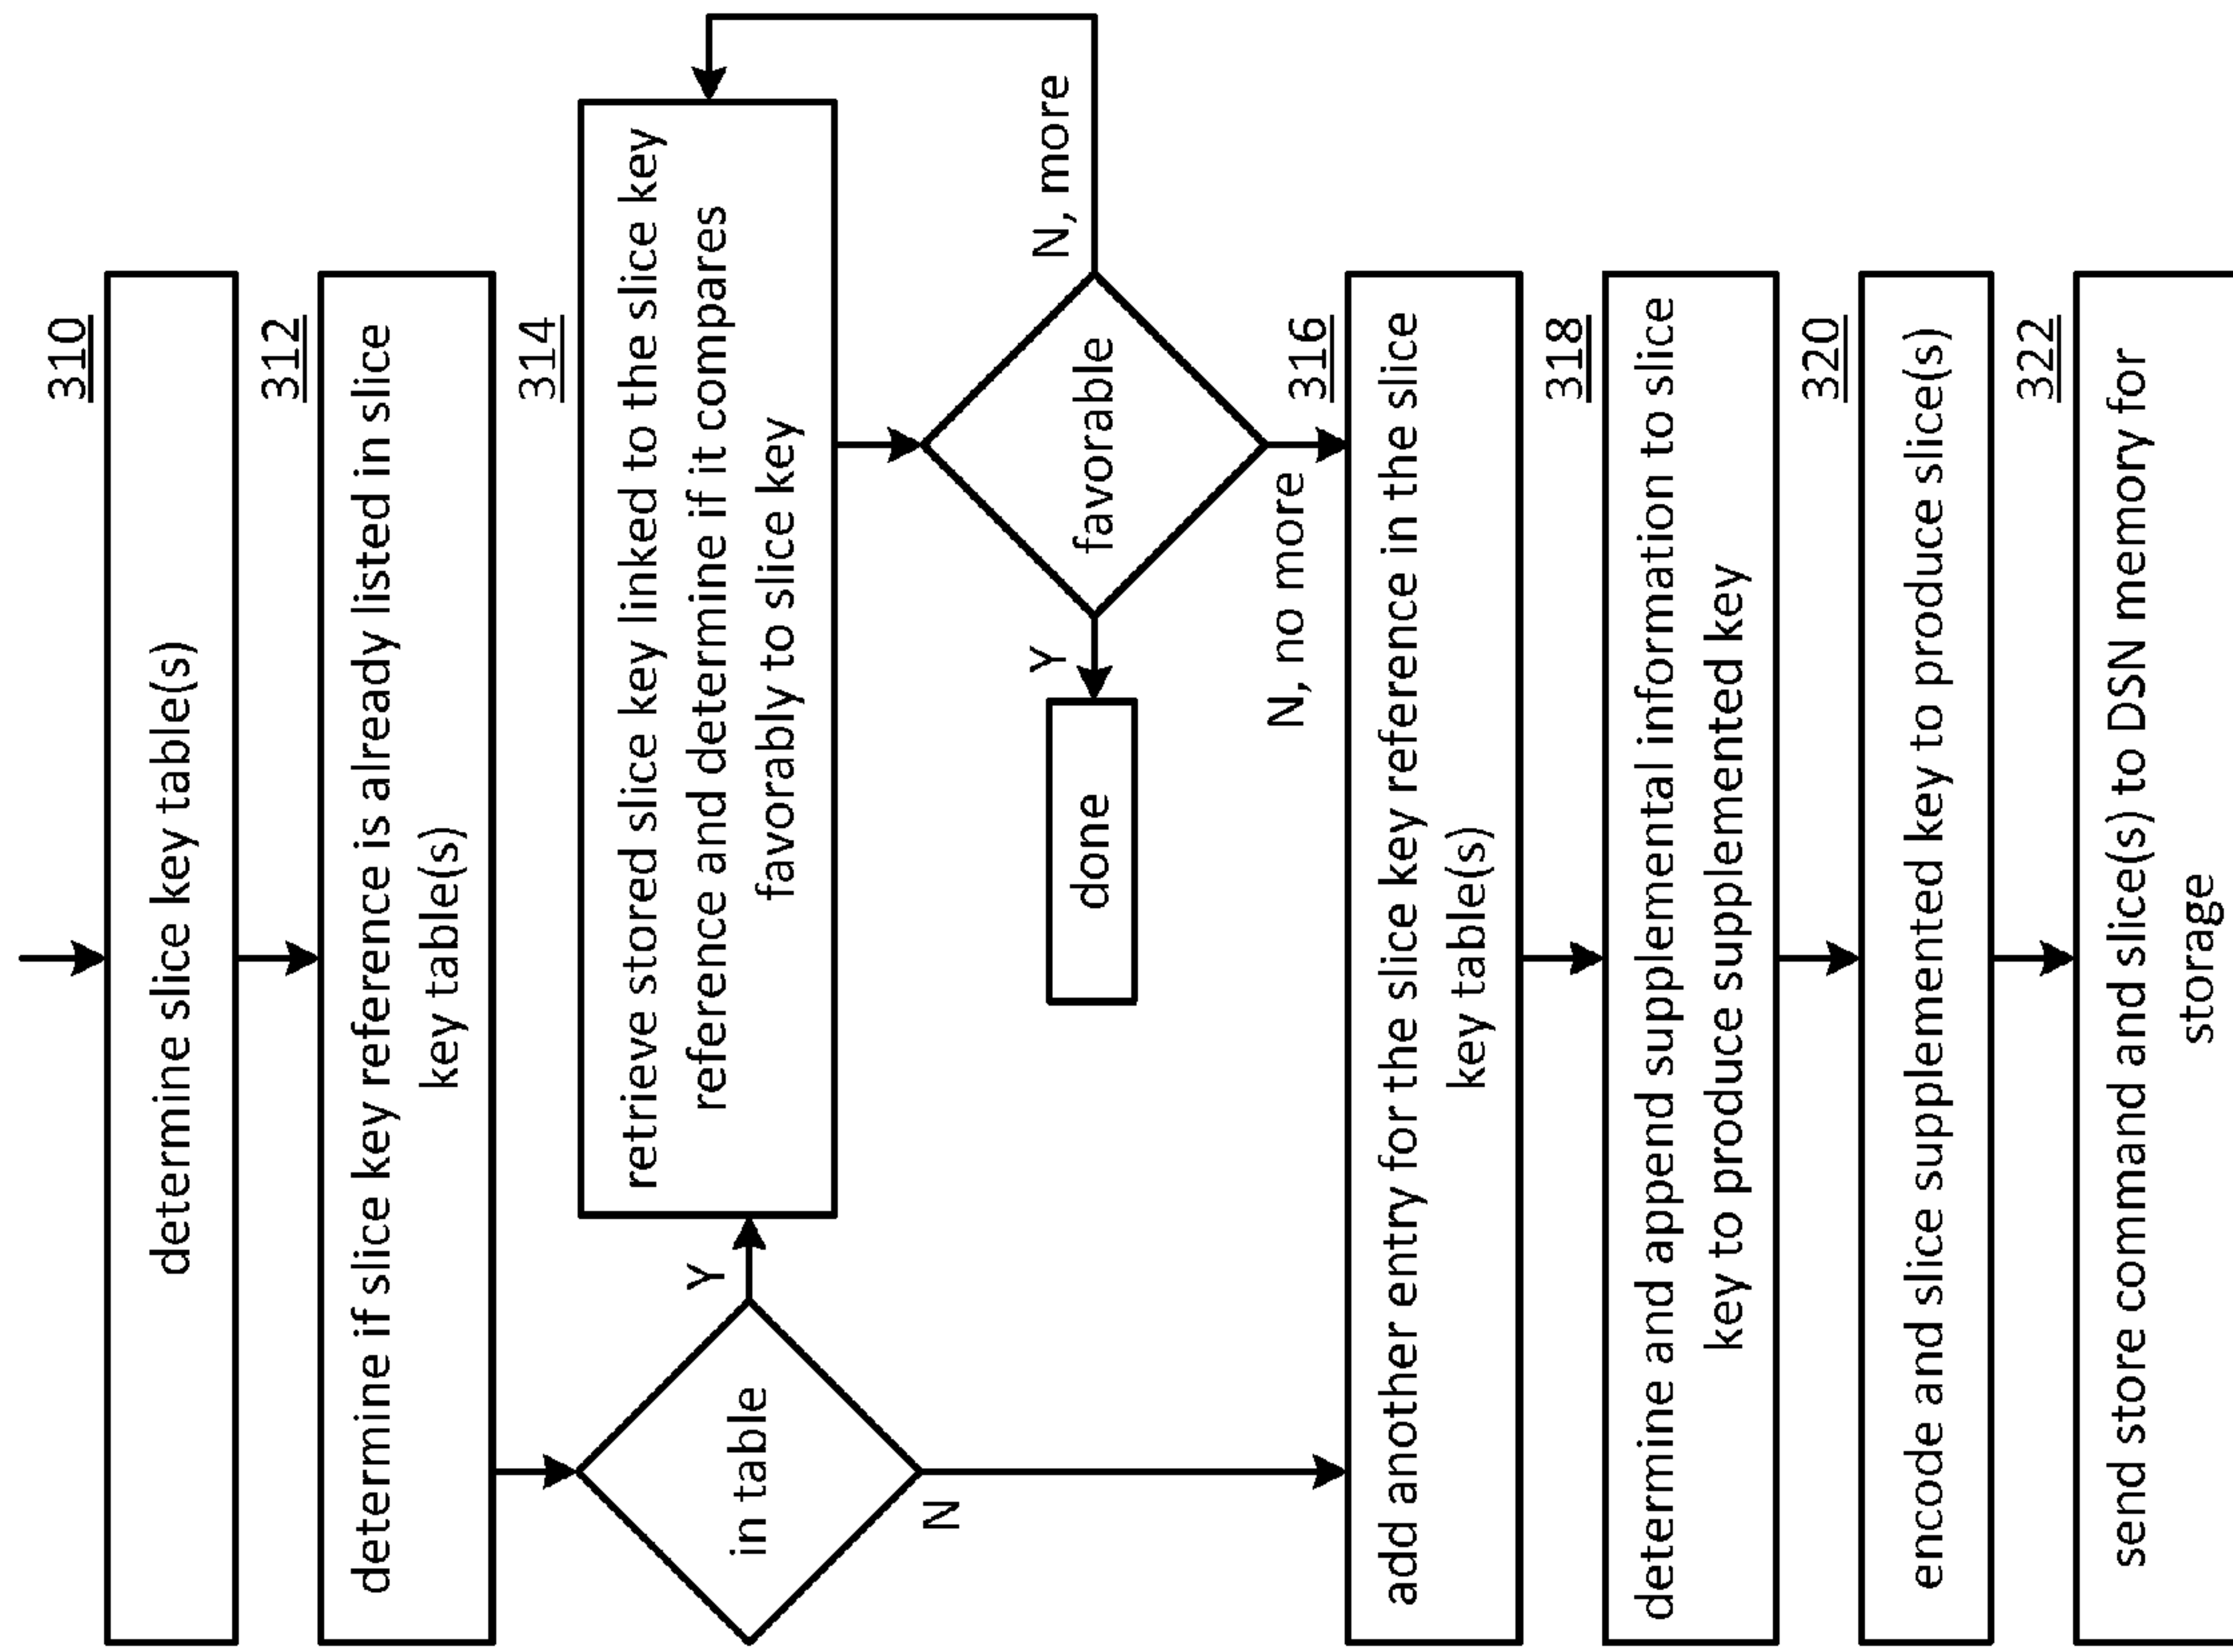 310
determine slice key table(s)
312
determine if slice key reference is already listed in slice
key table(s)
in table
Y
N
314
retrieve stored slice key linked to the slice key
reference and determine if it compares
favorably to slice key
favorable
N, more
Y
done
N, no more
316
add another entry for the slice key reference in the slice
key table(s)
318
determine and append supplemental information to slice
key to produce supplemented key
320
encode and slice supplemented key to produce slice(s)
322
send store command and slice(s) to DSN memory for
storage